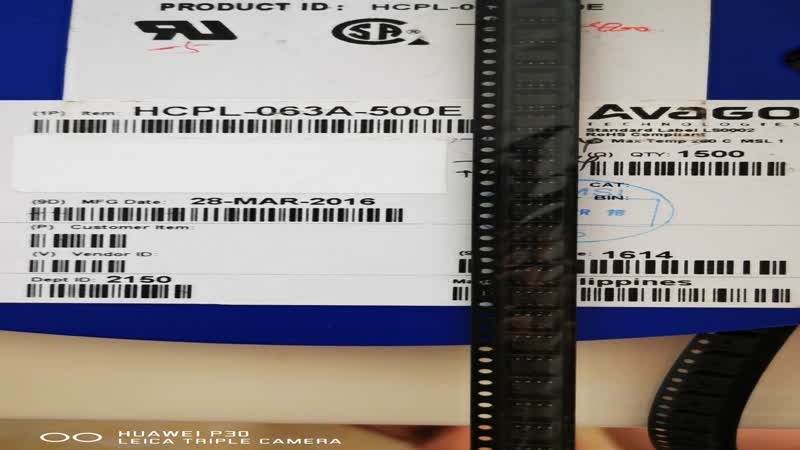 PRODUCT ID: HCPL-0
(1P) Item: HCPL-063A-500E
AVAGO
TECHNOLOGIES
Standard Label LS0002
RoHS Compliant
Max Temp 260 C MSL 1
(Q) QTY: 1500
(9D) MFG Date: 28-MAR-2016
CAT:
BIN:
(P) Customer Item:
(V) Vendor ID:
1614
Dept ID: 2150
lippines
HUAWEI P30
LEICA TRIPLE CAMERA